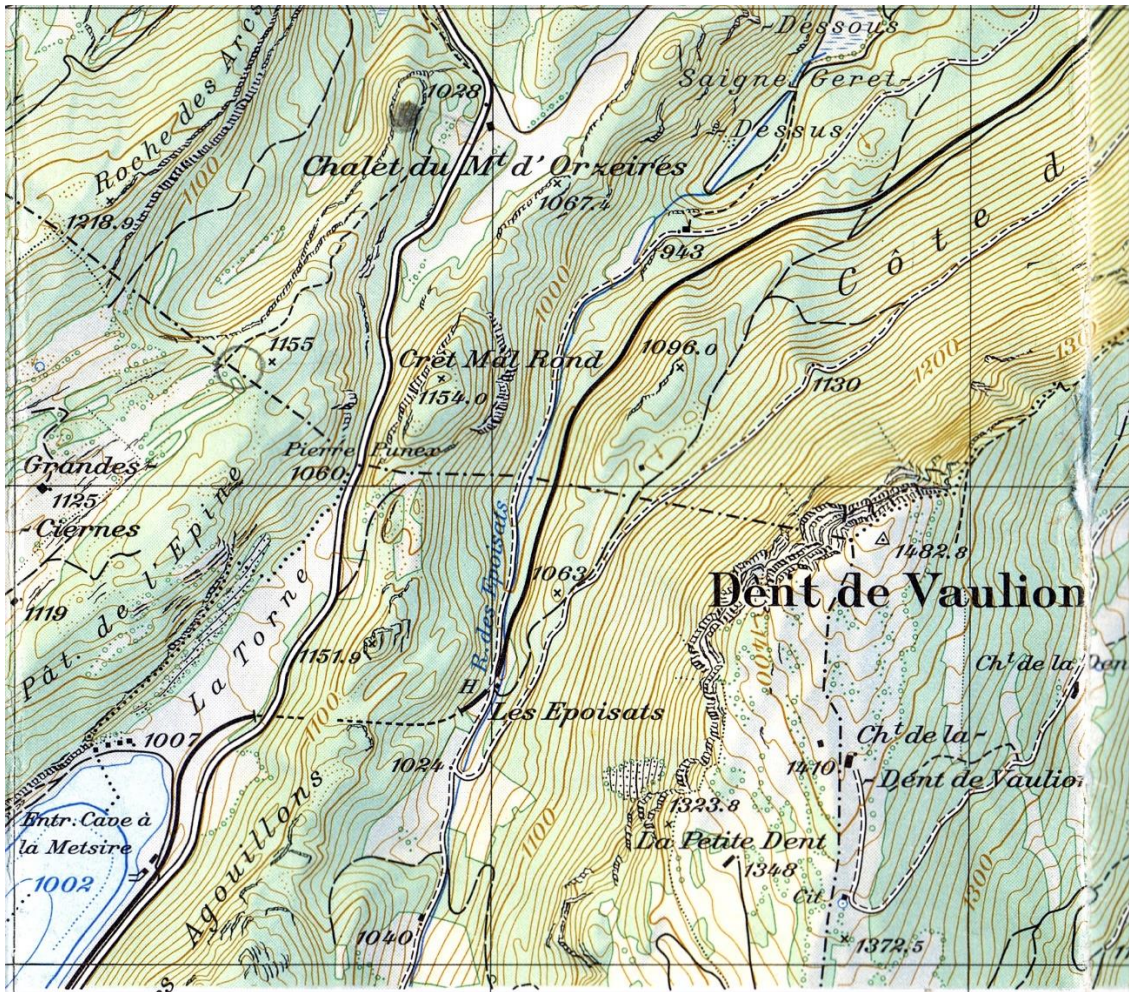 -Dessous
Saigne Geret-
-Dessus
1028
Roche des Arcs
1100
Chalet du Mt d'Orzeires
1067.4
1218.9
943
1000
Côte d
1155
Crêt Mal Rond
1154.0
1096.0
1130
1200
Pierre Punex
1060
Grandes-
1125
-Ciernes
1119
Pât. de l'Epine
La Torne
1151.9
R. des Epoisats
1063
1482.8
Dent de Vaulion
1400
Cht de la Den
H
Les Epoisats
1100
1007
1024
Cht de la-
1410
-Dent de Vaulion
Entr. Cave à
la Metsire
1002
Agouillons
1100
1323.8
La Petite Dent
1348
1300
Cit.
1040
1372.5